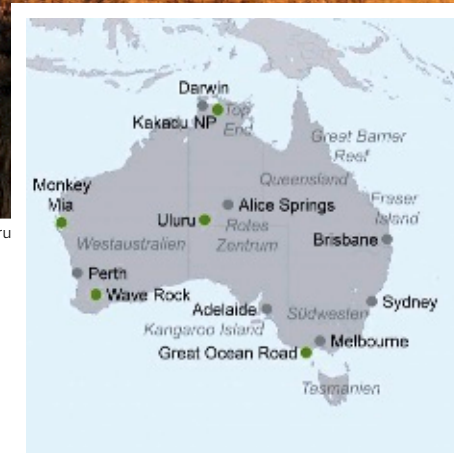 Darwin
Kakadu NP
Top
End
Great Barrier
Reef
Queensland
Monkey
Mia
Fraser
Island
Uluru
Alice Springs
Rotes
Zentrum
Westaustralien
Brisbane
Perth
Wave Rock
Sydney
Adelaide
Südwesten
Kangaroo Island
Melbourne
Great Ocean Road
Tasmanien
ru